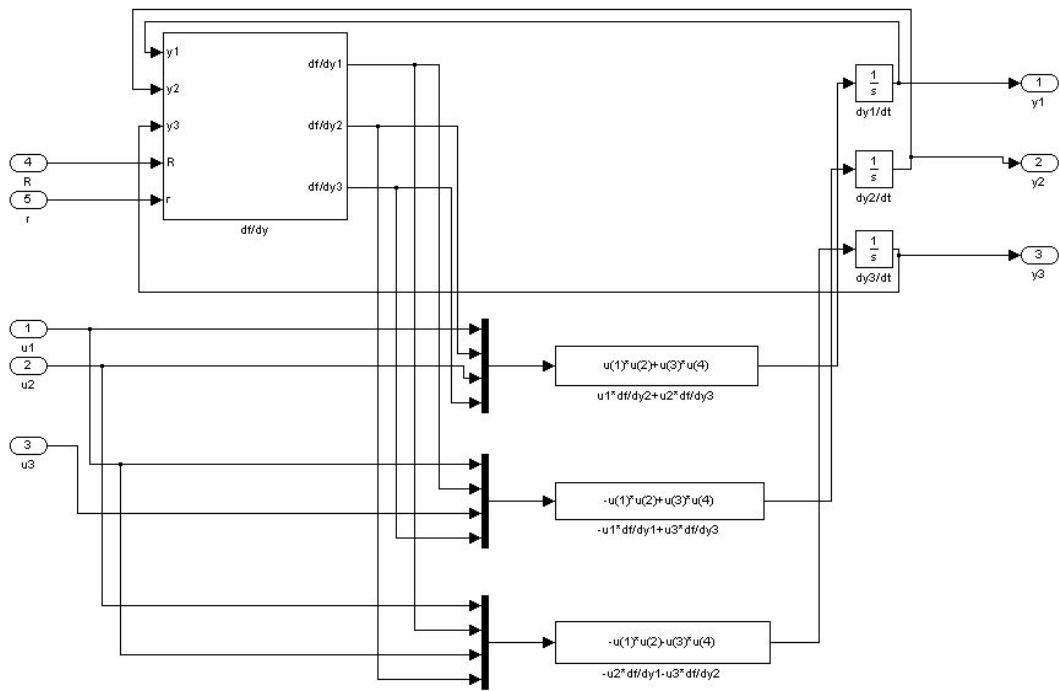 y1
df/dy1
1
s
dy1/dt
1
y1
y2
y3
df/dy2
4
R
R
1
s
dy2/dt
2
y2
5
r
r
df/dy3
df/dy
1
s
dy3/dt
3
y3
1
u1
2
u2
u(1)*u(2)+u(3)*u(4)
u1*df/dy2+u2*df/dy3
3
u3
-u(1)*u(2)+u(3)*u(4)
-u1*df/dy1+u3*df/dy3
-u(1)*u(2)-u(3)*u(4)
-u2*df/dy1-u3*df/dy2